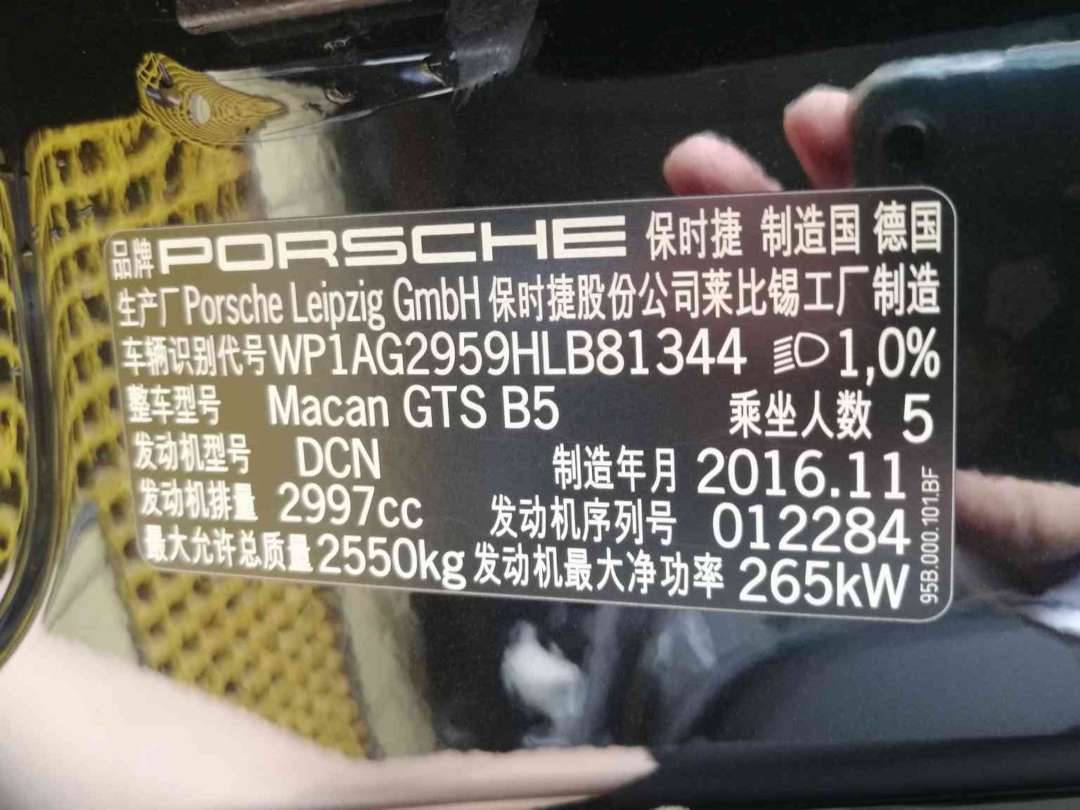 品牌 PORSCHE 保时捷 制造国 德国
生产厂 Porsche Leipzig GmbH 保时捷股份公司莱比锡工厂制造
车辆识别代号 WP1AG2959HLB81344 1,0%
整车型号 Macan GTS B5 乘坐人数 5
发动机型号 DCN 制造年月 2016.11
发动机排量 2997cc 发动机序列号 012284
最大允许总质量 2550kg 发动机最大净功率 265kW
95B.000.101.BF